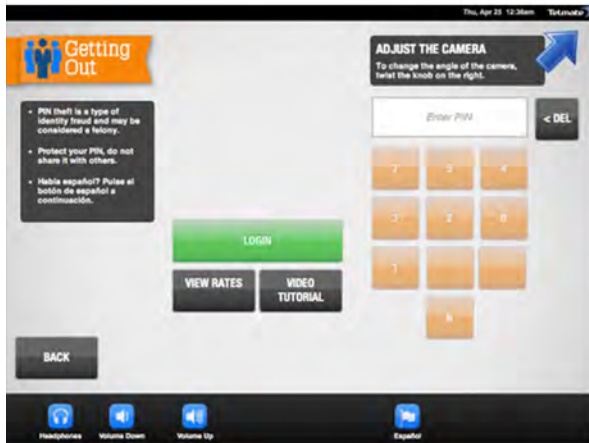 Thu, Apr 25 12:38am Telmate
Getting
Out
ADJUST THE CAMERA
To change the angle of the camera,
twist the knob on the right.
• PIN theft is a type of
identity fraud and may be
considered a felony.
• Protect your PIN, do not
share it with others.
• Habla español? Pulse el
botón de español a
continuación.
Enter PIN
< DEL
LOGIN
VIEW RATES
VIDEO
TUTORIAL
BACK
Headphones
Volume Down
Volume Up
Español